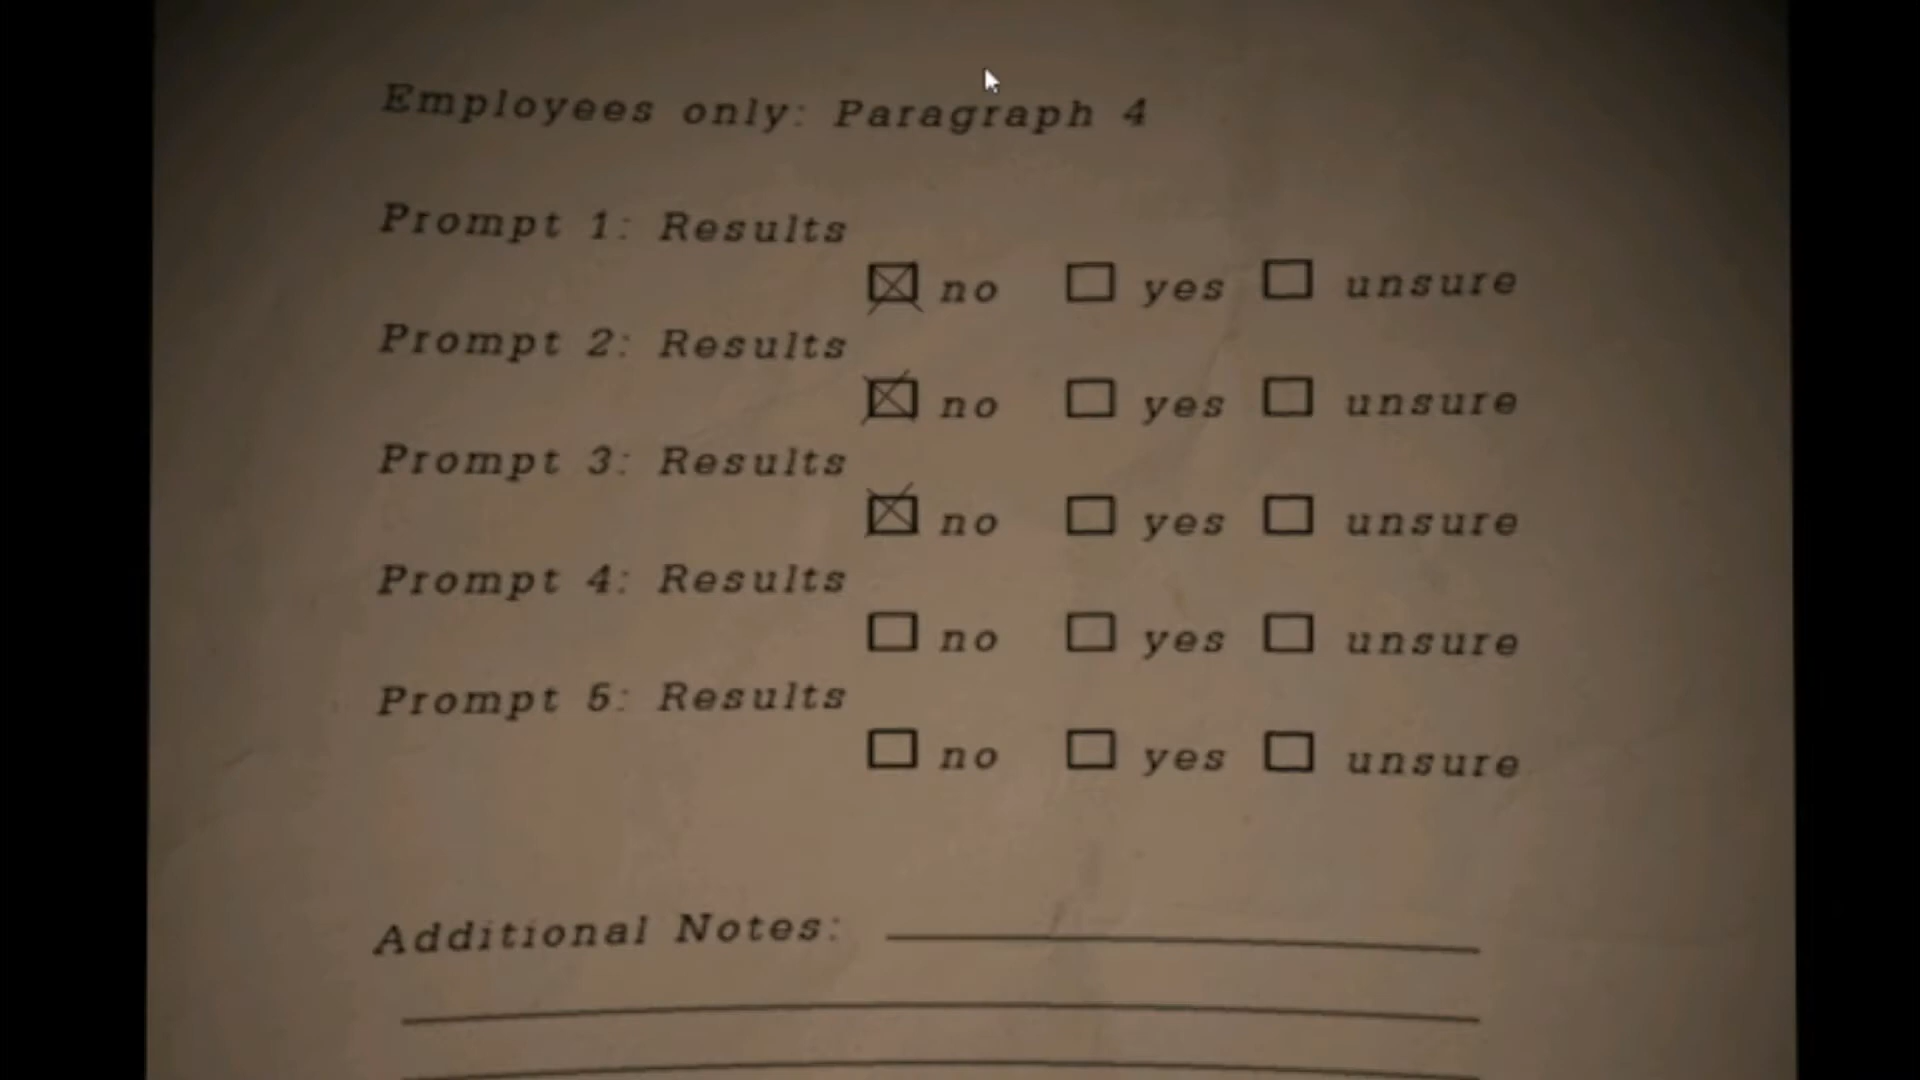 Employees only: Paragraph 4
Prompt 1: Results
no yes unsure
Prompt 2: Results
no yes unsure
Prompt 3: Results
no yes unsure
Prompt 4: Results
no yes unsure
Prompt 5: Results
no yes unsure
Additional Notes: